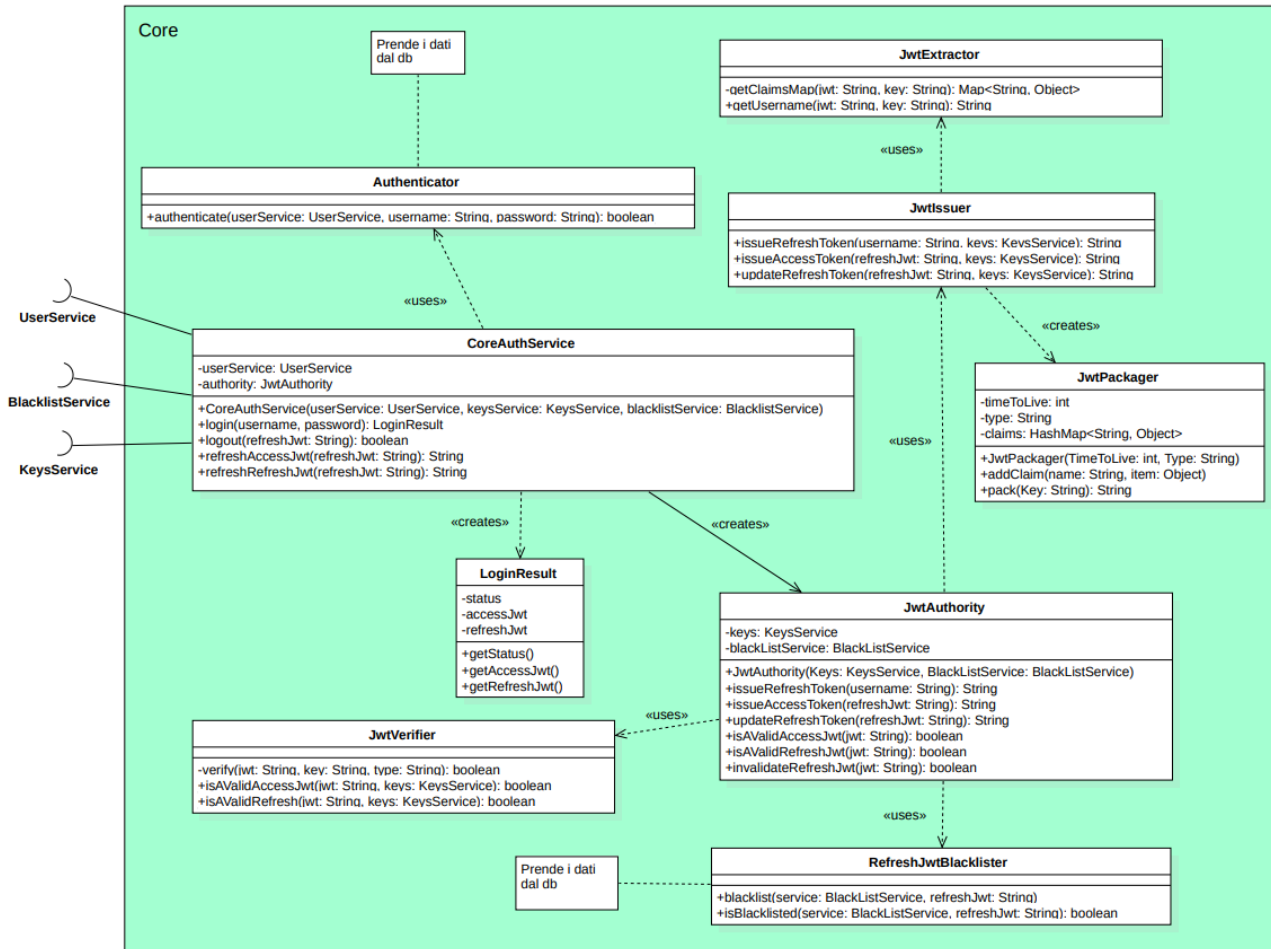 Core
Prende i dati
dal db
JwtExtractor
-getClaimsMap(jwt: String, key: String): Map<String, Object>
+getUsername(jwt: String, key: String): String
«uses»
Authenticator
+authenticate(userService: UserService, username: String, password: String): boolean
JwtIssuer
+issueRefreshToken(username: String, keys: KeysService): String
+issueAccessToken(refreshJwt: String, keys: KeysService): String
+updateRefreshToken(refreshJwt: String, keys: KeysService): String
«uses»
«creates»
UserService
BlacklistService
KeysService
CoreAuthService
-userService: UserService
-authority: JwtAuthority
+CoreAuthService(userService: UserService, keysService: KeysService, blacklistService: BlacklistService)
+login(username, password): LoginResult
+logout(refreshJwt: String): boolean
+refreshAccessJwt(refreshJwt: String): String
+refreshRefreshJwt(refreshJwt: String): String
JwtPackager
-timeToLive: int
-type: String
-claims: HashMap<String, Object>
+JwtPackager(TimeToLive: int, Type: String)
+addClaim(name: String, item: Object)
+pack(Key: String): String
«uses»
«creates»
«creates»
LoginResult
-status
-accessJwt
-refreshJwt
+getStatus()
+getAccessJwt()
+getRefreshJwt()
JwtAuthority
-keys: KeysService
-blackListService: BlackListService
+JwtAuthority(Keys: KeysService, BlackListService: BlackListService)
+issueRefreshToken(username: String): String
+issueAccessToken(refreshJwt: String): String
+updateRefreshToken(refreshJwt: String): String
+isAValidAccessJwt(jwt: String): boolean
+isAValidRefreshJwt(jwt: String): boolean
+invalidateRefreshJwt(jwt: String): boolean
«uses»
JwtVerifier
-verify(jwt: String, key: String, type: String): boolean
+isAValidAccessJwt(jwt: String, keys: KeysService): boolean
+isAValidRefresh(jwt: String, keys: KeysService): boolean
«uses»
Prende i dati
dal db
RefreshJwtBlacklister
+blacklist(service: BlackListService, refreshJwt: String)
+isBlacklisted(service: BlackListService, refreshJwt: String): boolean